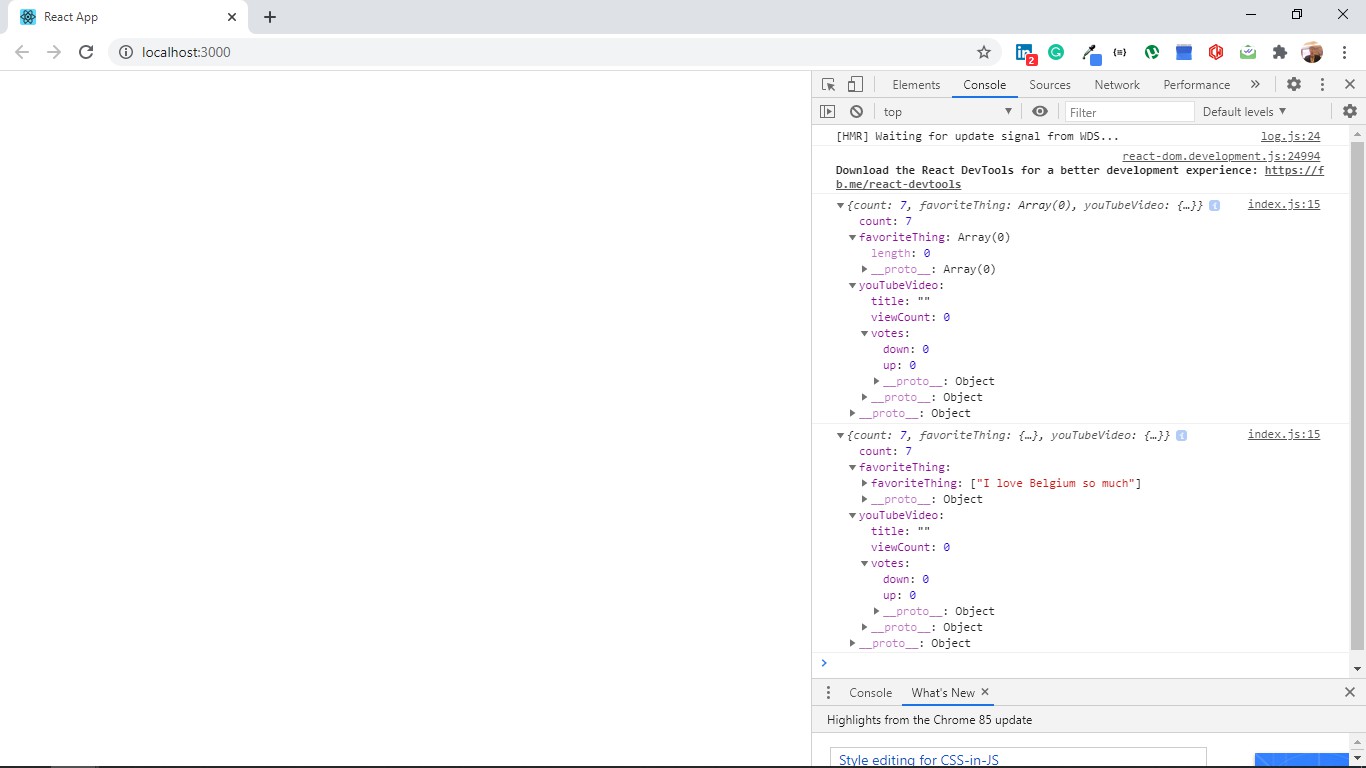 React App
localhost:3000
2
Elements Console Sources Network Performance
top Filter Default levels
[HMR] Waiting for update signal from WDS... log.js:24
react-dom.development.js:24994
Download the React DevTools for a better development experience: https://f
b.me/react-devtools
{count: 7, favoriteThing: Array(0), youTubeVideo: {…}} i index.js:15
count: 7
favoriteThing: Array(0)
length: 0
__proto__: Array(0)
youTubeVideo:
title: ""
viewCount: 0
votes:
down: 0
up: 0
__proto__: Object
__proto__: Object
__proto__: Object
{count: 7, favoriteThing: {…}, youTubeVideo: {…}} i index.js:15
count: 7
favoriteThing:
favoriteThing: ["I love Belgium so much"]
__proto__: Object
youTubeVideo:
title: ""
viewCount: 0
votes:
down: 0
up: 0
__proto__: Object
__proto__: Object
__proto__: Object
Console What's New
Highlights from the Chrome 85 update
Style editing for CSS-in-JS